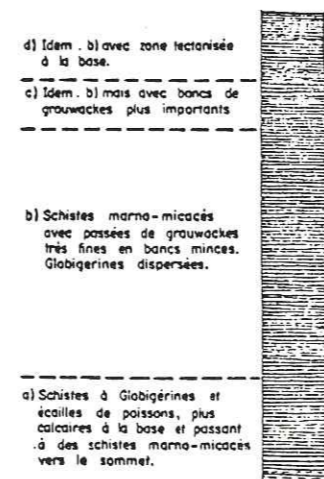 d) Idem . b) avec zone tectonisée
à la base.
c) Idem. b) mais avec bancs de
grauwackes plus importants
b) Schistes marno-micacés
avec passées de grauwackes
très fines en bancs minces.
Globigerines dispersées.
a) Schistes à Globigérines et
écailles de poissons, plus
calcaires à la base et passant
à des schistes marno-micacés
vers le sommet.